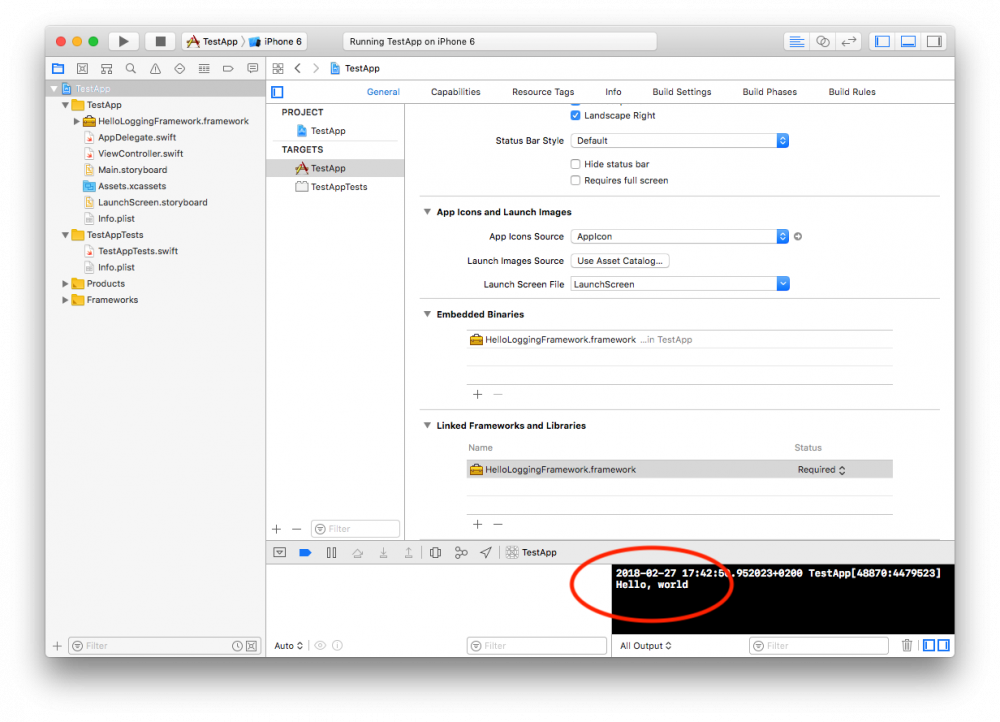 TestApp
iPhone 6
Running TestApp on iPhone 6
TestApp
TestApp
TestApp
HelloLoggingFramework.framework
AppDelegate.swift
ViewController.swift
Main.storyboard
Assets.xcassets
LaunchScreen.storyboard
Info.plist
TestAppTests
TestAppTests.swift
Info.plist
Products
Frameworks
Filter
General Capabilities Resource Tags Info Build Settings Build Phases Build Rules
PROJECT
TestApp
TARGETS
TestApp
TestAppTests
Filter
Landscape Right
Status Bar Style Default
Hide status bar
Requires full screen
App Icons and Launch Images
App Icons Source AppIcon
Launch Images Source Use Asset Catalog...
Launch Screen File LaunchScreen
Embedded Binaries
HelloLoggingFramework.framework ...in TestApp
Linked Frameworks and Libraries
Name Status
HelloLoggingFramework.framework Required
TestApp
2018-02-27 TestApp[48870:4479523]
Hello, world
Auto
Filter
All Output
Filter